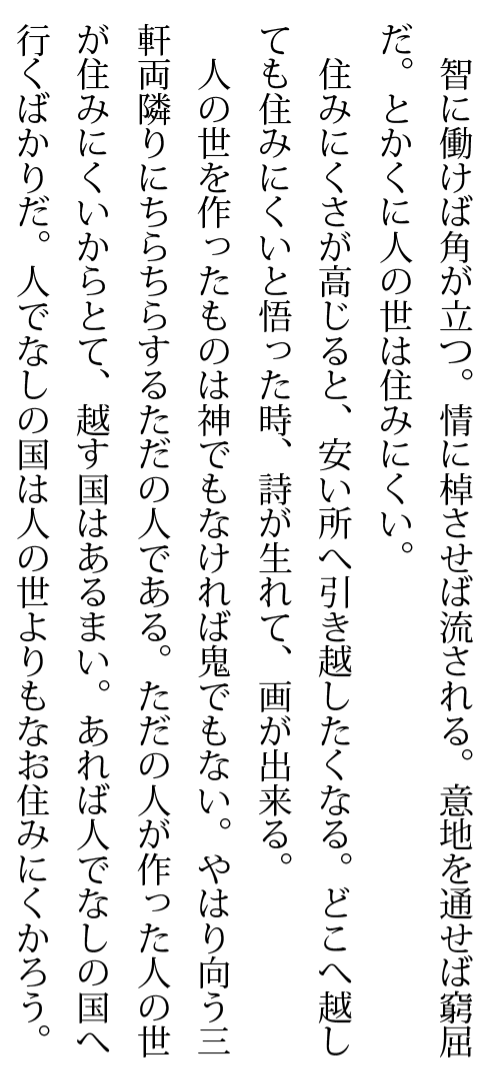 智に働けば角が立つ。情に棹させば流される。意地を通せば窮屈
だ。とかくに人の世は住みにくい。
　住みにくさが高じると、安い所へ引き越したくなる。どこへ越し
ても住みにくいと悟った時、詩が生れて、画が出来る。
　人の世を作ったものは神でもなければ鬼でもない。やはり向う三
軒両隣りにちらちらするただの人である。ただの人が作った人の世
が住みにくいからとて、越す国はあるまい。あれば人でなしの国へ
行くばかりだ。人でなしの国は人の世よりもなお住みにくかろう。